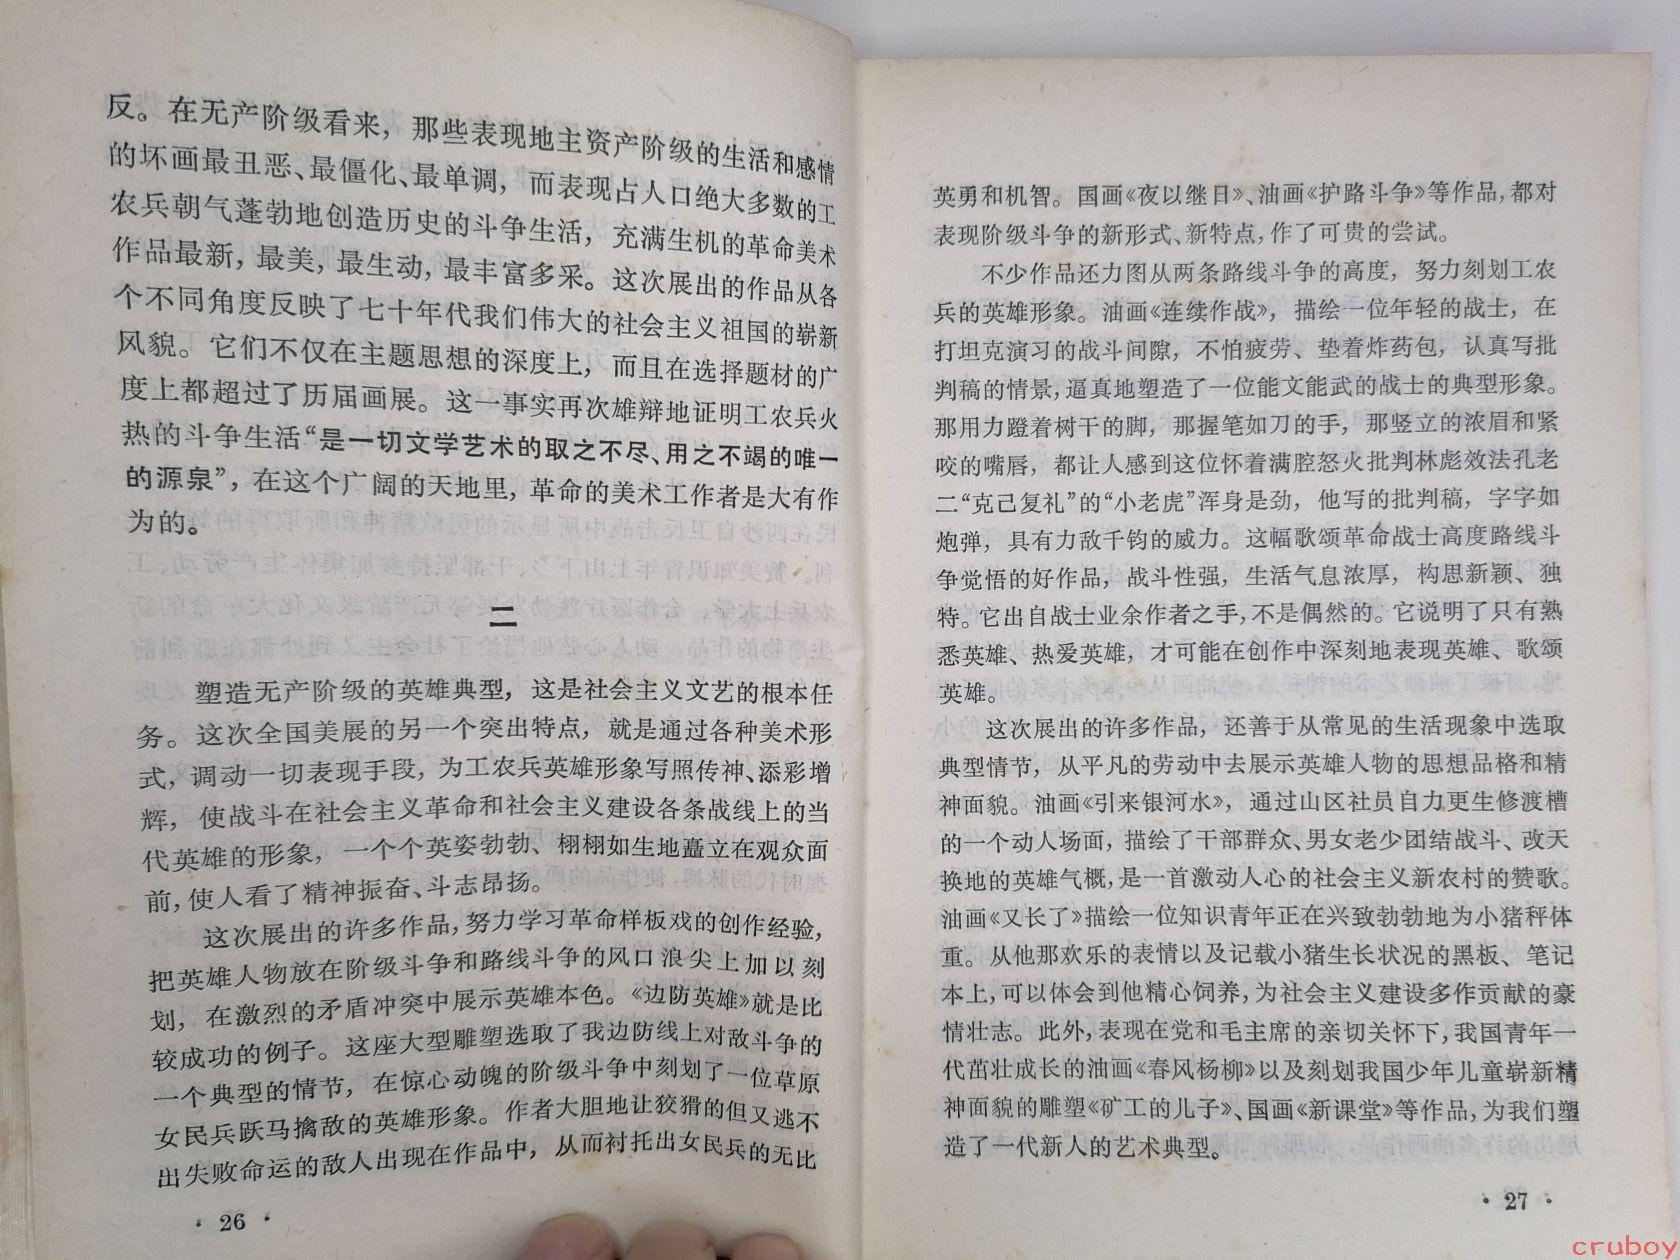 反。在无产阶级看来，那些表现地主资产阶级的生活和感情
的坏画最丑恶、最僵化、最单调，而表现占人口绝大多数的工
农兵朝气蓬勃地创造历史的斗争生活，充满生机的革命美术
作品最新，最美，最生动，最丰富多采。这次展出的作品从各
个不同角度反映了七十年代我们伟大的社会主义祖国的崭新
风貌。它们不仅在主题思想的深度上，而且在选择题材的广
度上都超过了历届画展。这一事实再次雄辩地证明工农兵火
热的斗争生活“是一切文学艺术的取之不尽、用之不竭的唯一
的源泉”，在这个广阔的天地里，革命的美术工作者是大有作
为的。
二
塑造无产阶级的英雄典型，这是社会主义文艺的根本任
务。这次全国美展的另一个突出特点，就是通过各种美术形
式，调动一切表现手段，为工农兵英雄形象写照传神、添彩增
辉，使战斗在社会主义革命和社会主义建设各条战线上的当
代英雄的形象，一个个英姿勃勃、栩栩如生地矗立在观众面
前，使人看了精神振奋、斗志昂扬。
这次展出的许多作品，努力学习革命样板戏的创作经验，
把英雄人物放在阶级斗争和路线斗争的风口浪尖上加以刻
划，在激烈的矛盾冲突中展示英雄本色。《边防英雄》就是比
较成功的例子。这座大型雕塑选取了我边防线上对敌斗争的
一个典型的情节，在惊心动魄的阶级斗争中刻划了一位草原
女民兵跃马擒敌的英雄形象。作者大胆地让狡猾的但又逃不
出失败命运的敌人出现在作品中，从而衬托出女民兵的无比
· 26 ·
英勇和机智。国画《夜以继日》、油画《护路斗争》等作品，都对
表现阶级斗争的新形式、新特点，作了可贵的尝试。
不少作品还力图从两条路线斗争的高度，努力刻划工农
兵的英雄形象。油画《连续作战》，描绘一位年轻的战士，在
打坦克演习的战斗间隙，不怕疲劳、垫着炸药包，认真写批
判稿的情景，逼真地塑造了一位能文能武的战士的典型形象。
那用力蹬着树干的脚，那握笔如刀的手，那竖立的浓眉和紧
咬的嘴唇，都让人感到这位怀着满腔怒火批判林彪效法孔老
二“克己复礼”的“小老虎”浑身是劲，他写的批判稿，字字如
炮弹，具有力敌千钧的威力。这幅歌颂革命战士高度路线斗
争觉悟的好作品，战斗性强，生活气息浓厚，构思新颖、独
特。它出自战士业余作者之手，不是偶然的。它说明了只有熟
悉英雄、热爱英雄，才可能在创作中深刻地表现英雄、歌颂
英雄。
这次展出的许多作品，还善于从常见的生活现象中选取
典型情节，从平凡的劳动中去展示英雄人物的思想品格和精
神面貌。油画《引来银河水》，通过山区社员自力更生修渡槽
的一个动人场面，描绘了干部群众、男女老少团结战斗、改天
换地的英雄气概，是一首激动人心的社会主义新农村的赞歌。
油画《又长了》描绘一位知识青年正在兴致勃勃地为小猪秤体
重。从他那欢乐的表情以及记载小猪生长状况的黑板、笔记
本上，可以体会到他精心饲养，为社会主义建设多作贡献的豪
情壮志。此外，表现在党和毛主席的亲切关怀下，我国青年一
代茁壮成长的油画《春风杨柳》以及刻划我国少年儿童崭新精
神面貌的雕塑《矿工的儿子》、国画《新课堂》等作品，为我们塑
造了一代新人的艺术典型。
· 27 ·
cruboy